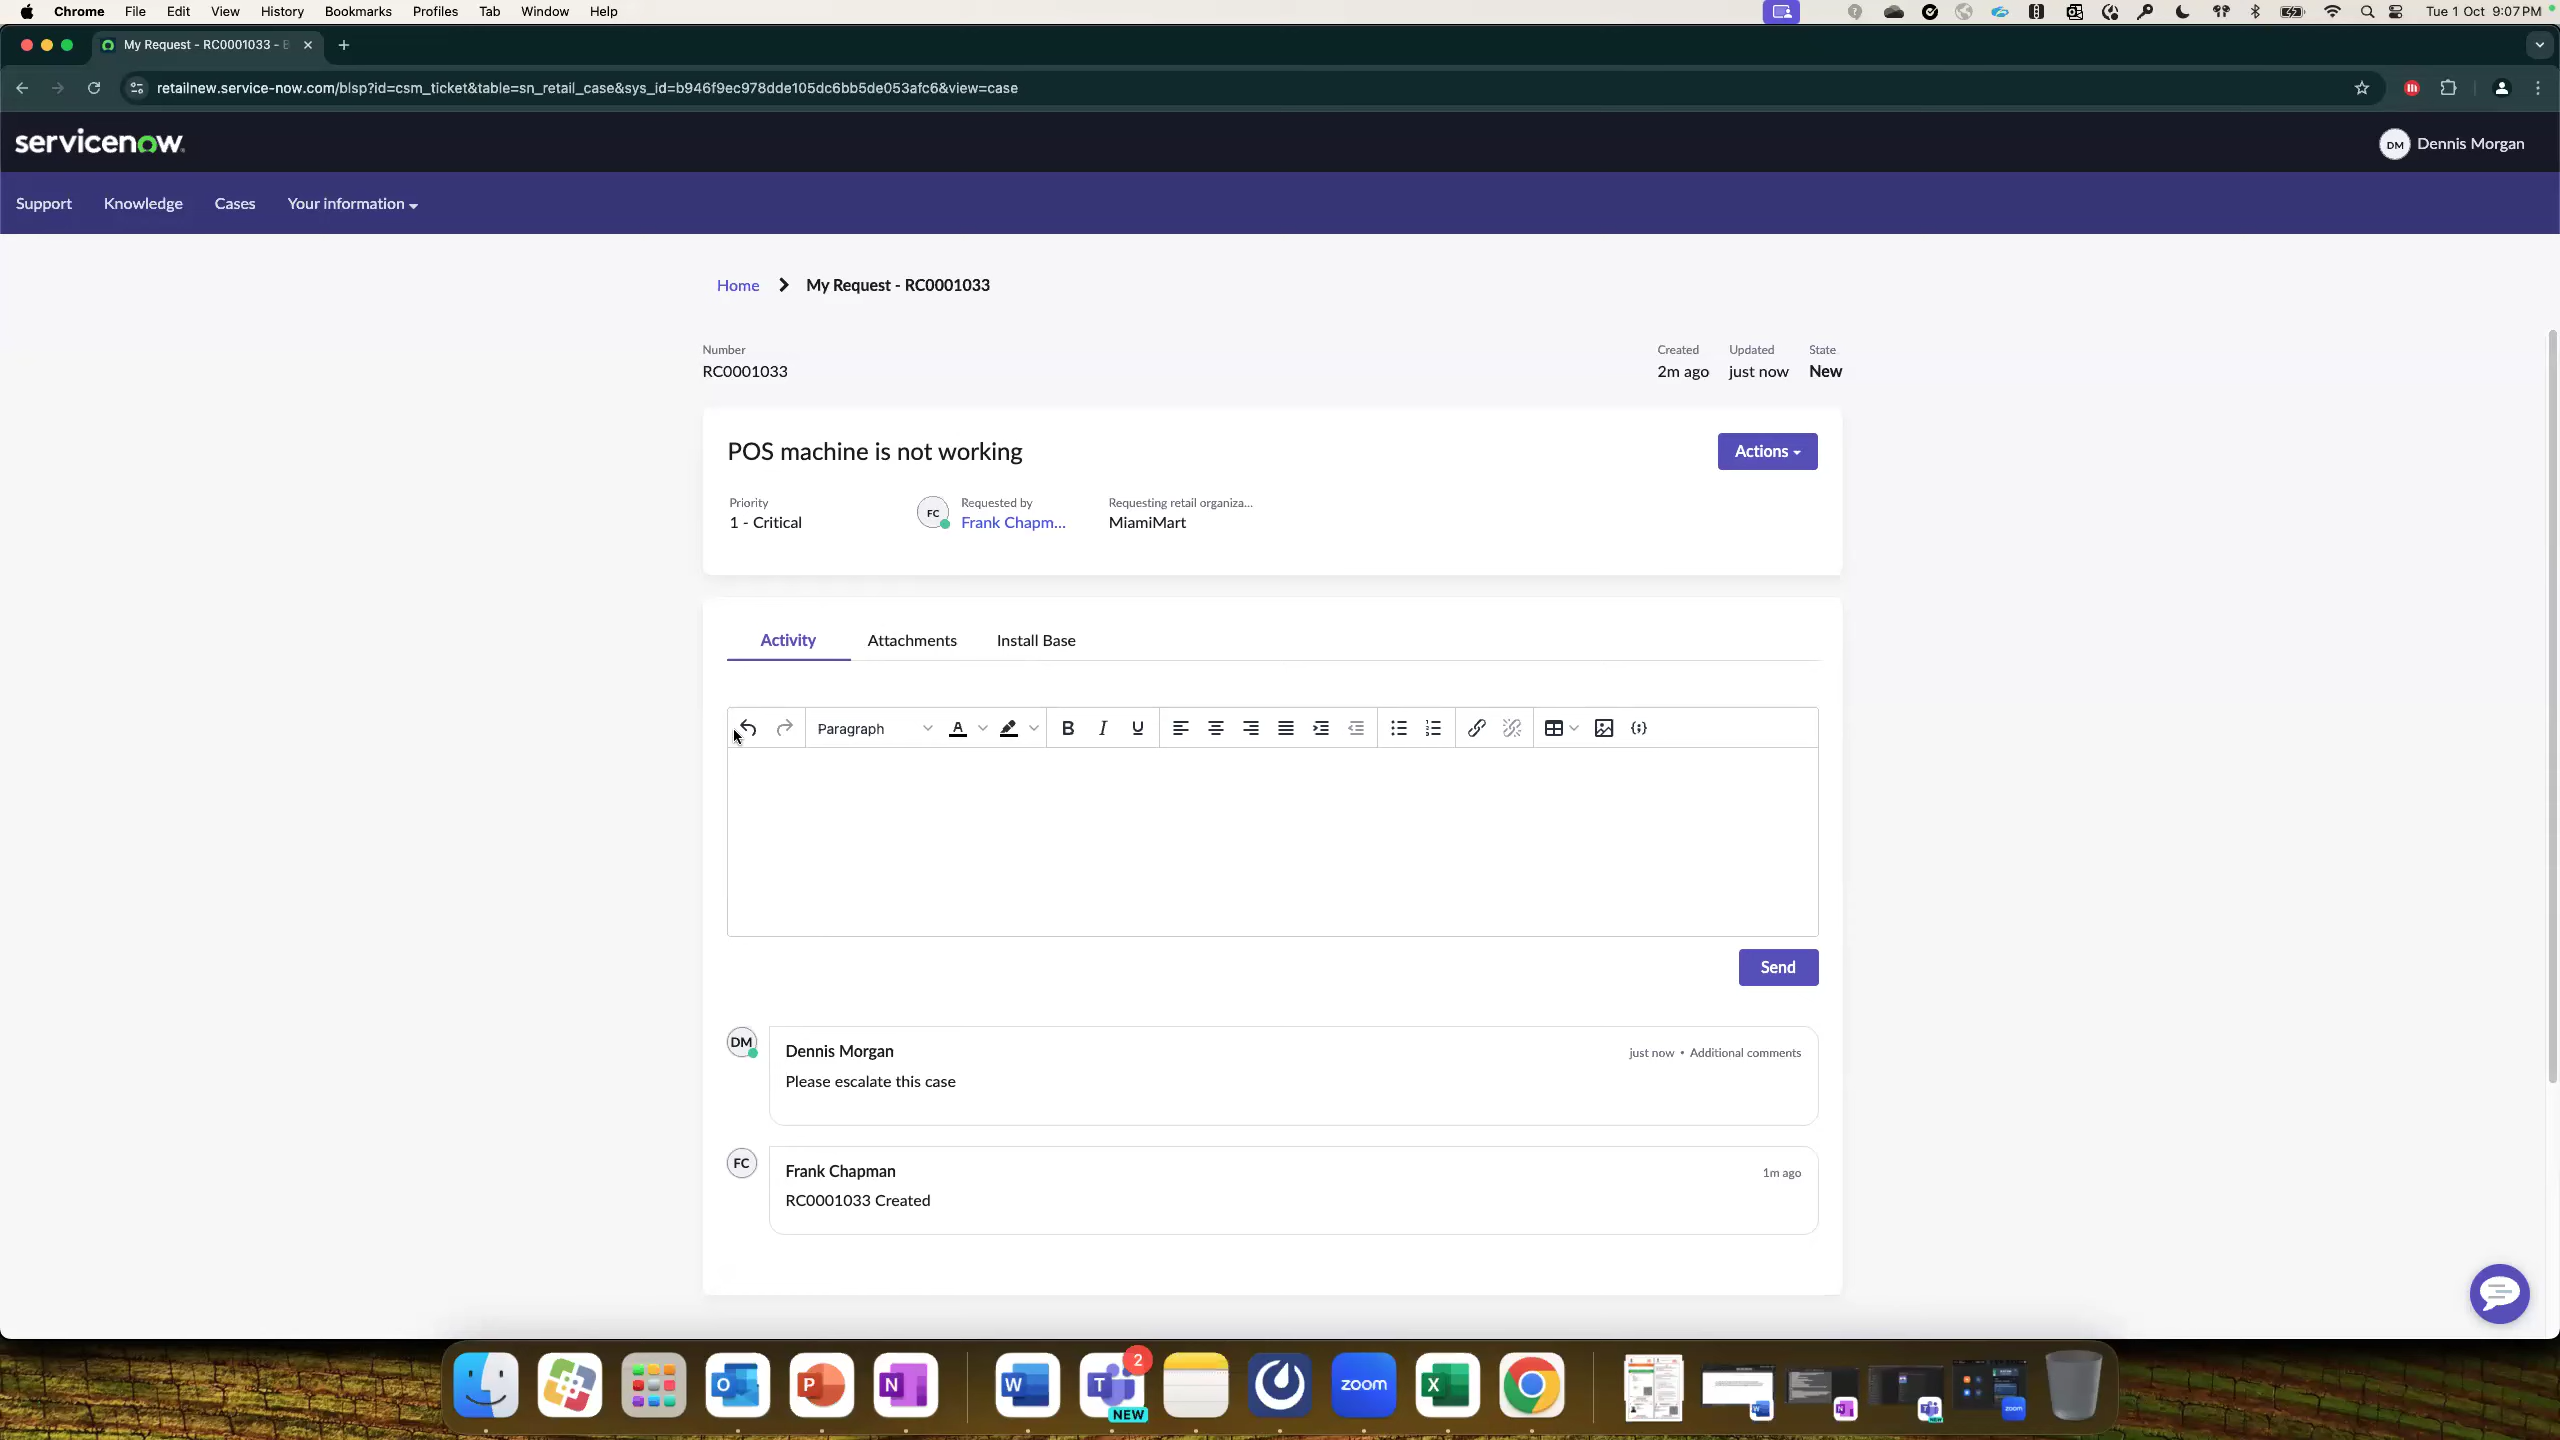 Chrome File Edit View History Bookmarks Profiles Tab Window Help Tue 1 Oct 9:07 PM
My Request - RC0001033 -
retailnew.service-now.com/blsp?id=csm_ticket&table=sn_retail_case&sys_id=b946f9ec978dde105dc6bb5de053afc6&view=case
servicenow DM Dennis Morgan
Support Knowledge Cases Your information
Home My Request - RC0001033
Number Created Updated State
RC0001033 2m ago just now New
POS machine is not working Actions
Priority Requested by Requesting retail organiza...
1 - Critical FC Frank Chapm... MiamiMart
Activity Attachments Install Base
Paragraph A B I U
Send
DM Dennis Morgan just now • Additional comments
Please escalate this case
FC Frank Chapman 1m ago
RC0001033 Created
O P N W T 2 NEW zoom X